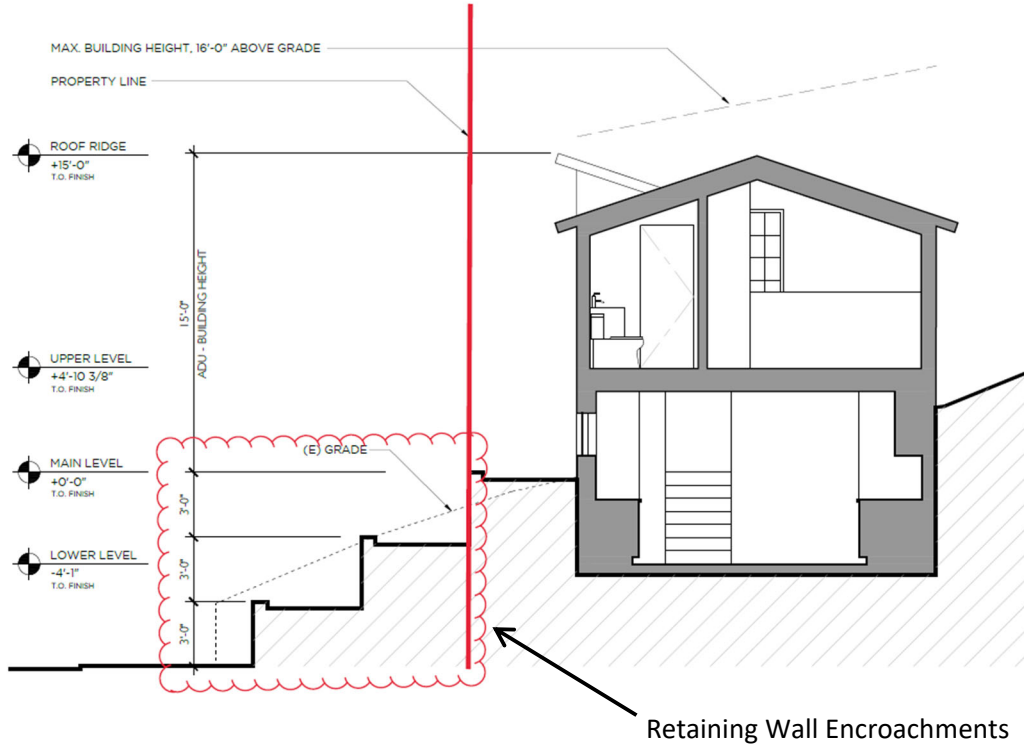 MAX. BUILDING HEIGHT, 16'-0" ABOVE GRADE
PROPERTY LINE
ROOF RIDGE
+15'-0"
T.O. FINISH
15'-0"
ADU - BUILDING HEIGHT
UPPER LEVEL
+4'-10 3/8"
T.O. FINISH
(E) GRADE
MAIN LEVEL
+0'-0"
T.O. FINISH
3'-0"
LOWER LEVEL
-4'-1"
T.O. FINISH
3'-0"
3'-0"
Retaining Wall Encroachments